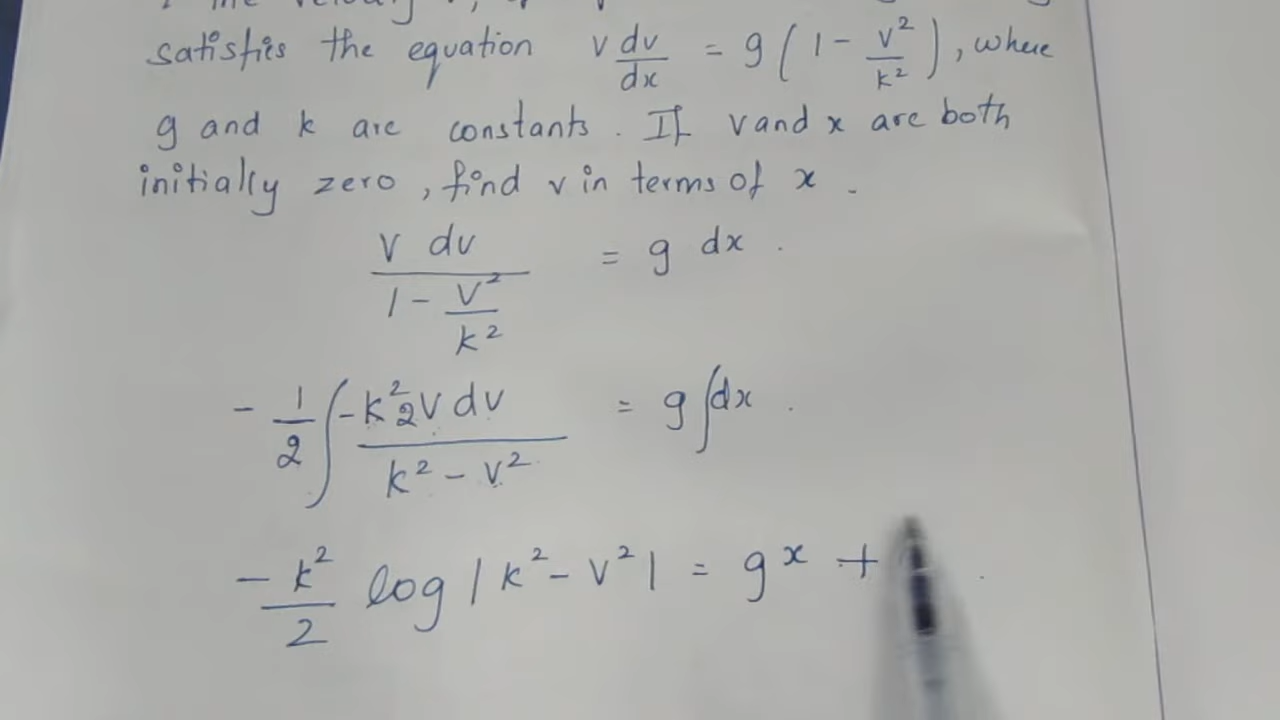 satisfies the equation v dv/dx = g(1 - v²/k²), where
g and k are constants. If v and x are both
initially zero, find v in terms of x.
v dv / (1 - v²/k²) = g dx.
-1/2 ∫ -k² 2v dv / (k² - v²) = g ∫dx.
-k²/2 log |k² - v²| = gx +